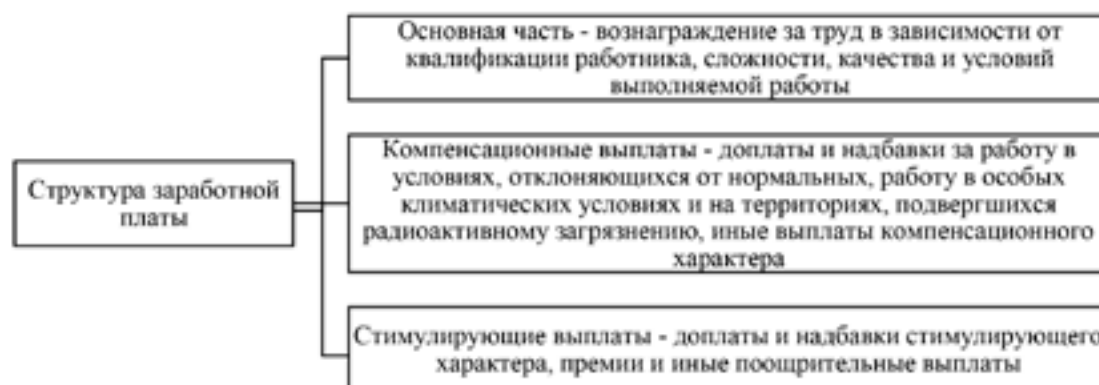 Структура заработной
платы
Основная часть - вознаграждение за труд в зависимости от
квалификации работника, сложности, качества и условий
выполняемой работы
Компенсационные выплаты - доплаты и надбавки за работу в
условиях, отклоняющихся от нормальных, работу в особых
климатических условиях и на территориях, подвергшихся
радиоактивному загрязнению, иные выплаты компенсационного
характера
Стимулирующие выплаты - доплаты и надбавки стимулирующего
характера, премии и иные поощрительные выплаты